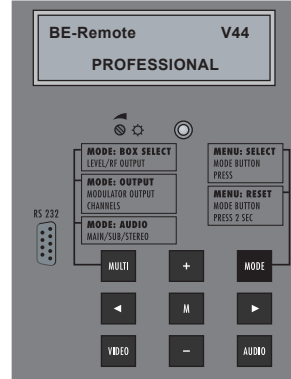 BE-Remote V44
PROFESSIONAL
MODE: BOX SELECT
LEVEL/RF OUTPUT
MENU: SELECT
MODE BUTTON
PRESS
MODE: OUTPUT
MODULATOR OUTPUT
CHANNELS
MENU: RESET
MODE BUTTON
PRESS 2 SEC
MODE: AUDIO
MAIN/SUB/STEREO
RS 232
MULTI + MODE
M
VIDEO – AUDIO